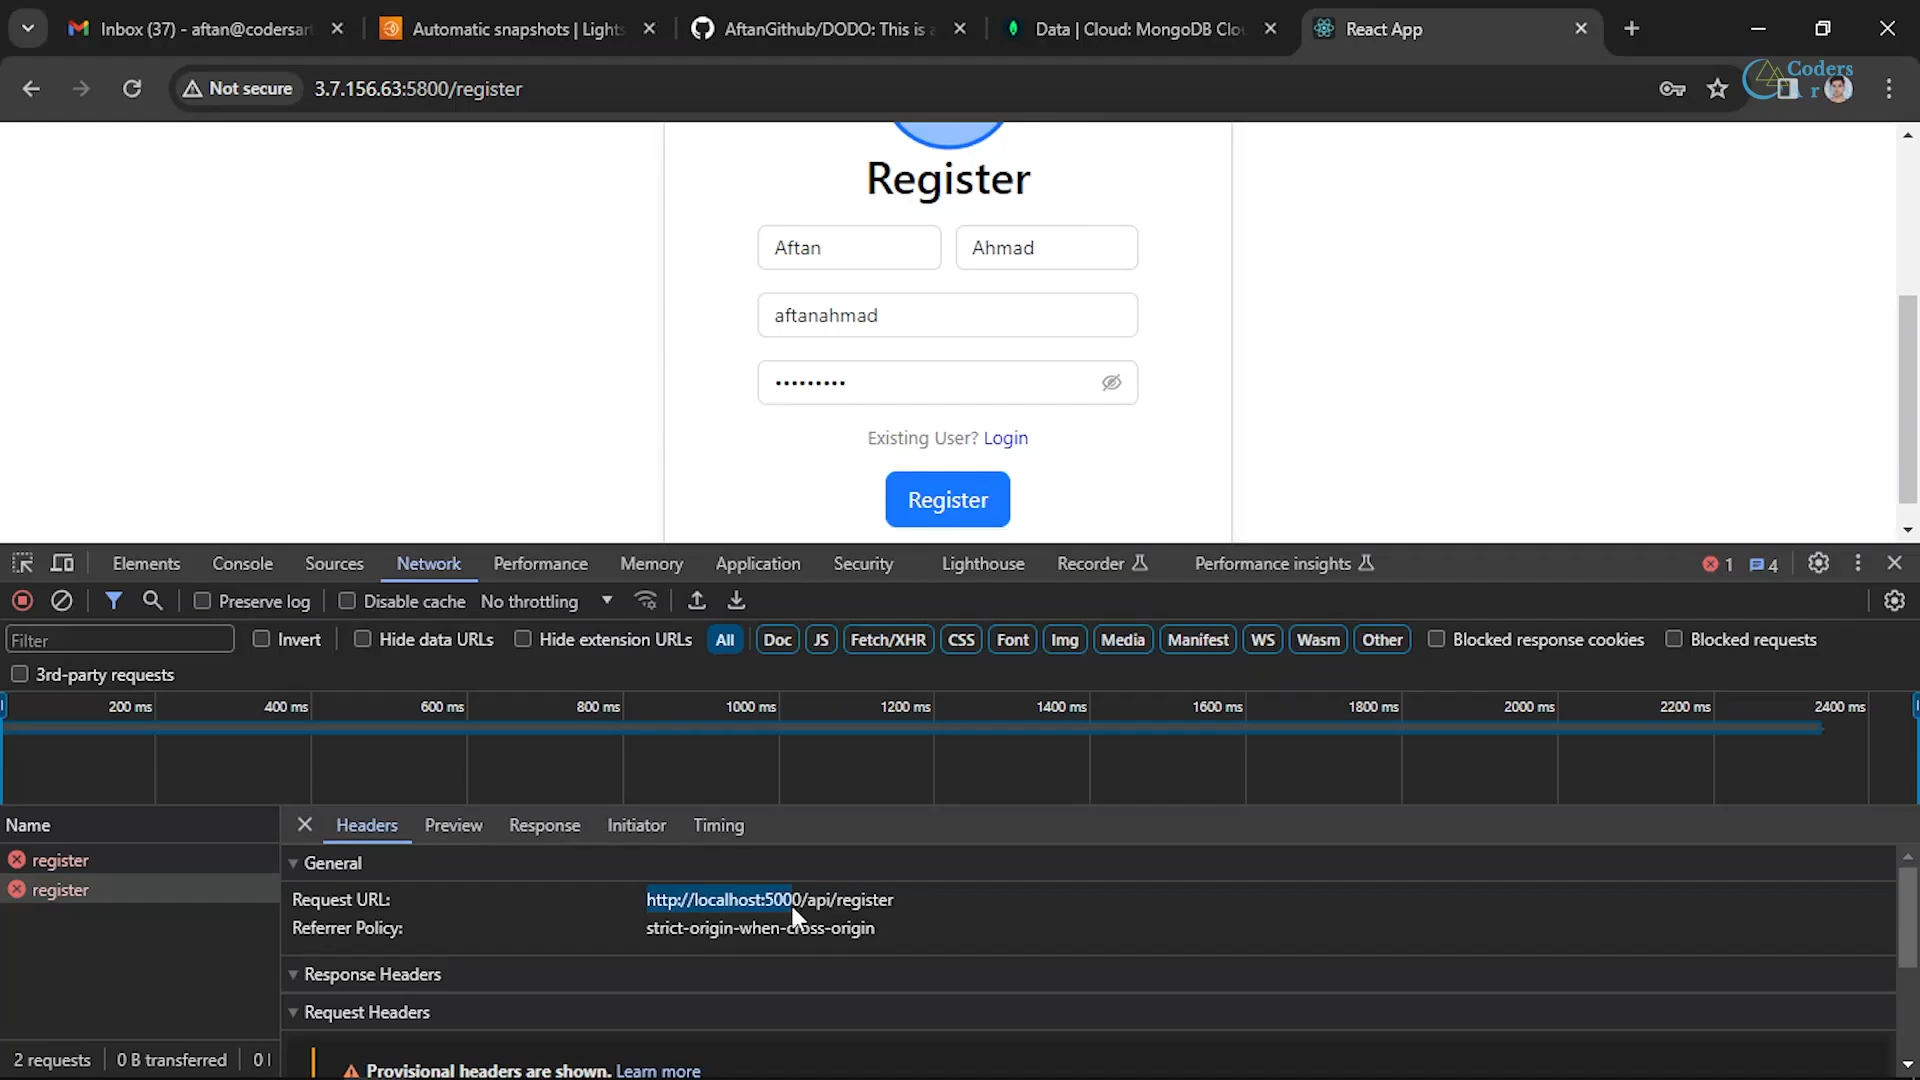 Inbox (37) - aftan@codersar
Automatic snapshots | Lights
AftanGithub/DODO: This is a
Data | Cloud: MongoDB Clou
React App
Not secure
3.7.156.63:5800/register
Coders
Ar
Register
Aftan
Ahmad
aftanahmad
•••••••••
Existing User? Login
Register
Elements
Console
Sources
Network
Performance
Memory
Application
Security
Lighthouse
Recorder
Performance insights
1
4
Preserve log
Disable cache
No throttling
Filter
Invert
Hide data URLs
Hide extension URLs
All
Doc
JS
Fetch/XHR
CSS
Font
Img
Media
Manifest
WS
Wasm
Other
Blocked response cookies
Blocked requests
3rd-party requests
200 ms
400 ms
600 ms
800 ms
1000 ms
1200 ms
1400 ms
1600 ms
1800 ms
2000 ms
2200 ms
2400 ms
Name
Headers
Preview
Response
Initiator
Timing
register
register
General
Request URL:
http://localhost:5000/api/register
Referrer Policy:
strict-origin-when-cross-origin
Response Headers
Request Headers
Provisional headers are shown. Learn more
2 requests
0 B transferred
0